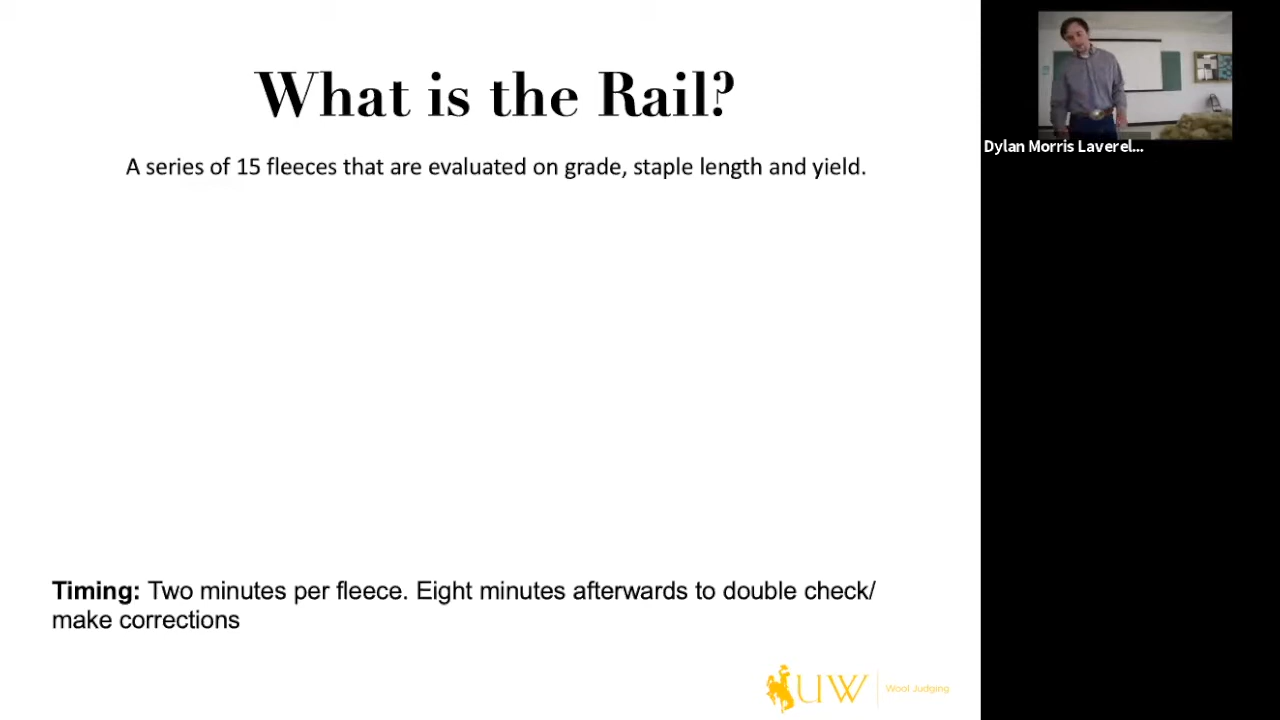 What is the Rail?
A series of 15 fleeces that are evaluated on grade, staple length and yield.
Timing: Two minutes per fleece. Eight minutes afterwards to double check/
make corrections
UW Wool Judging
Dylan Morris Laverel...